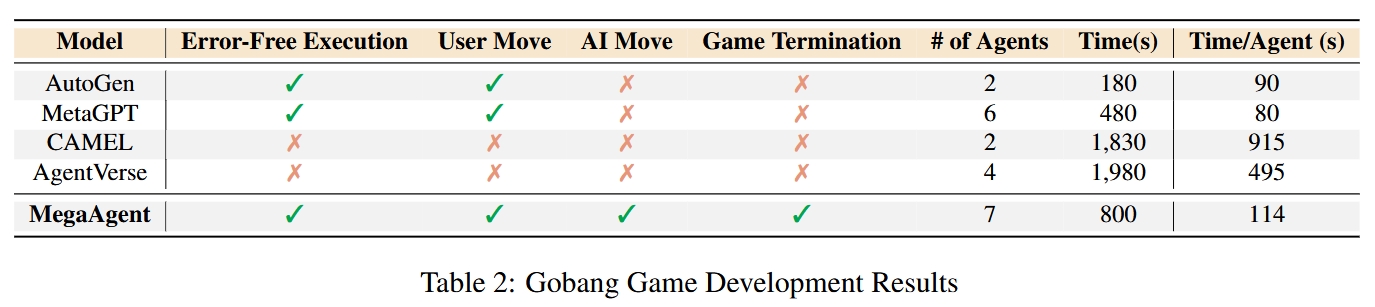 Model Error-Free Execution User Move AI Move Game Termination # of Agents Time(s) Time/Agent (s)
AutoGen ✓ ✓ ✗ ✗ 2 180 90
MetaGPT ✓ ✓ ✗ ✗ 6 480 80
CAMEL ✗ ✗ ✗ ✗ 2 1,830 915
AgentVerse ✗ ✗ ✗ ✗ 4 1,980 495
MegaAgent ✓ ✓ ✓ ✓ 7 800 114
Table 2: Gobang Game Development Results